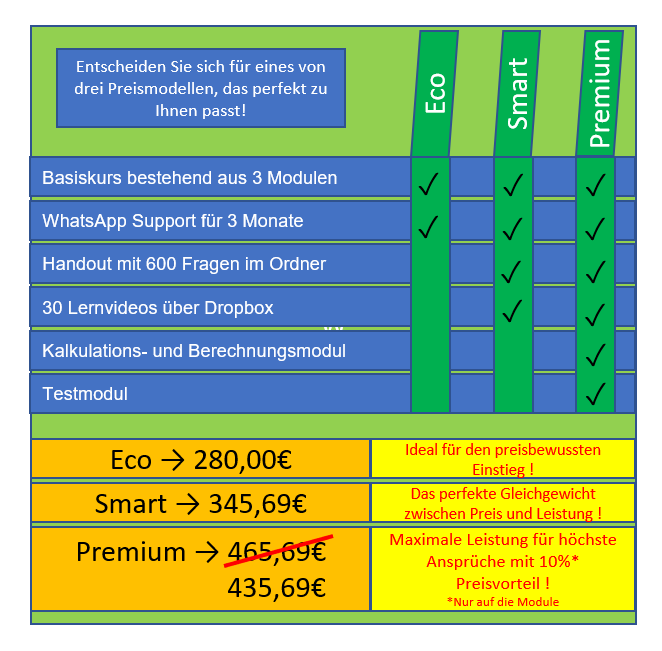 Entscheiden Sie sich für eines von
drei Preismodellen, das perfekt zu
Ihnen passt!
Eco
Smart
Premium
Basiskurs bestehend aus 3 Modulen
WhatsApp Support für 3 Monate
Handout mit 600 Fragen im Ordner
30 Lernvideos über Dropbox
Kalkulations- und Berechnungsmodul
Testmodul
Eco → 280,00€
Ideal für den preisbewussten
Einstieg !
Smart → 345,69€
Das perfekte Gleichgewicht
zwischen Preis und Leistung !
Premium → 465,69€
435,69€
Maximale Leistung für höchste
Ansprüche mit 10%*
Preisvorteil !
*Nur auf die Module